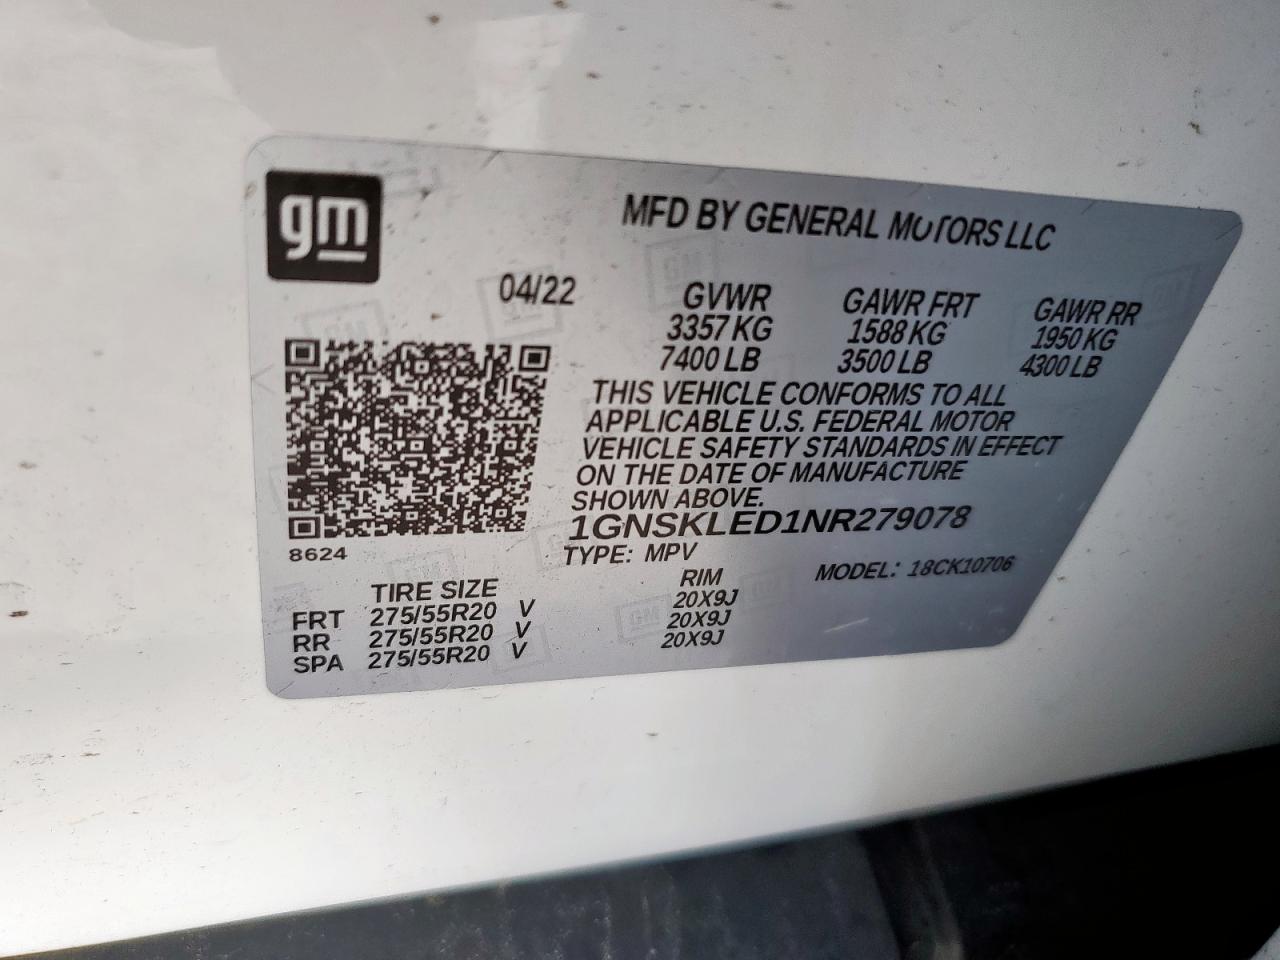 gm
MFD BY GENERAL MOTORS LLC
04/22
GVWR GAWR FRT GAWR RR
3357 KG 1588 KG 1950 KG
7400 LB 3500 LB 4300 LB
THIS VEHICLE CONFORMS TO ALL
APPLICABLE U.S. FEDERAL MOTOR
VEHICLE SAFETY STANDARDS IN EFFECT
ON THE DATE OF MANUFACTURE
SHOWN ABOVE.
1GNSKLED1NR279078
8624
TYPE: MPV MODEL: 18CK10706
TIRE SIZE RIM
FRT 275/55R20 V 20X9J
RR 275/55R20 V 20X9J
SPA 275/55R20 V 20X9J